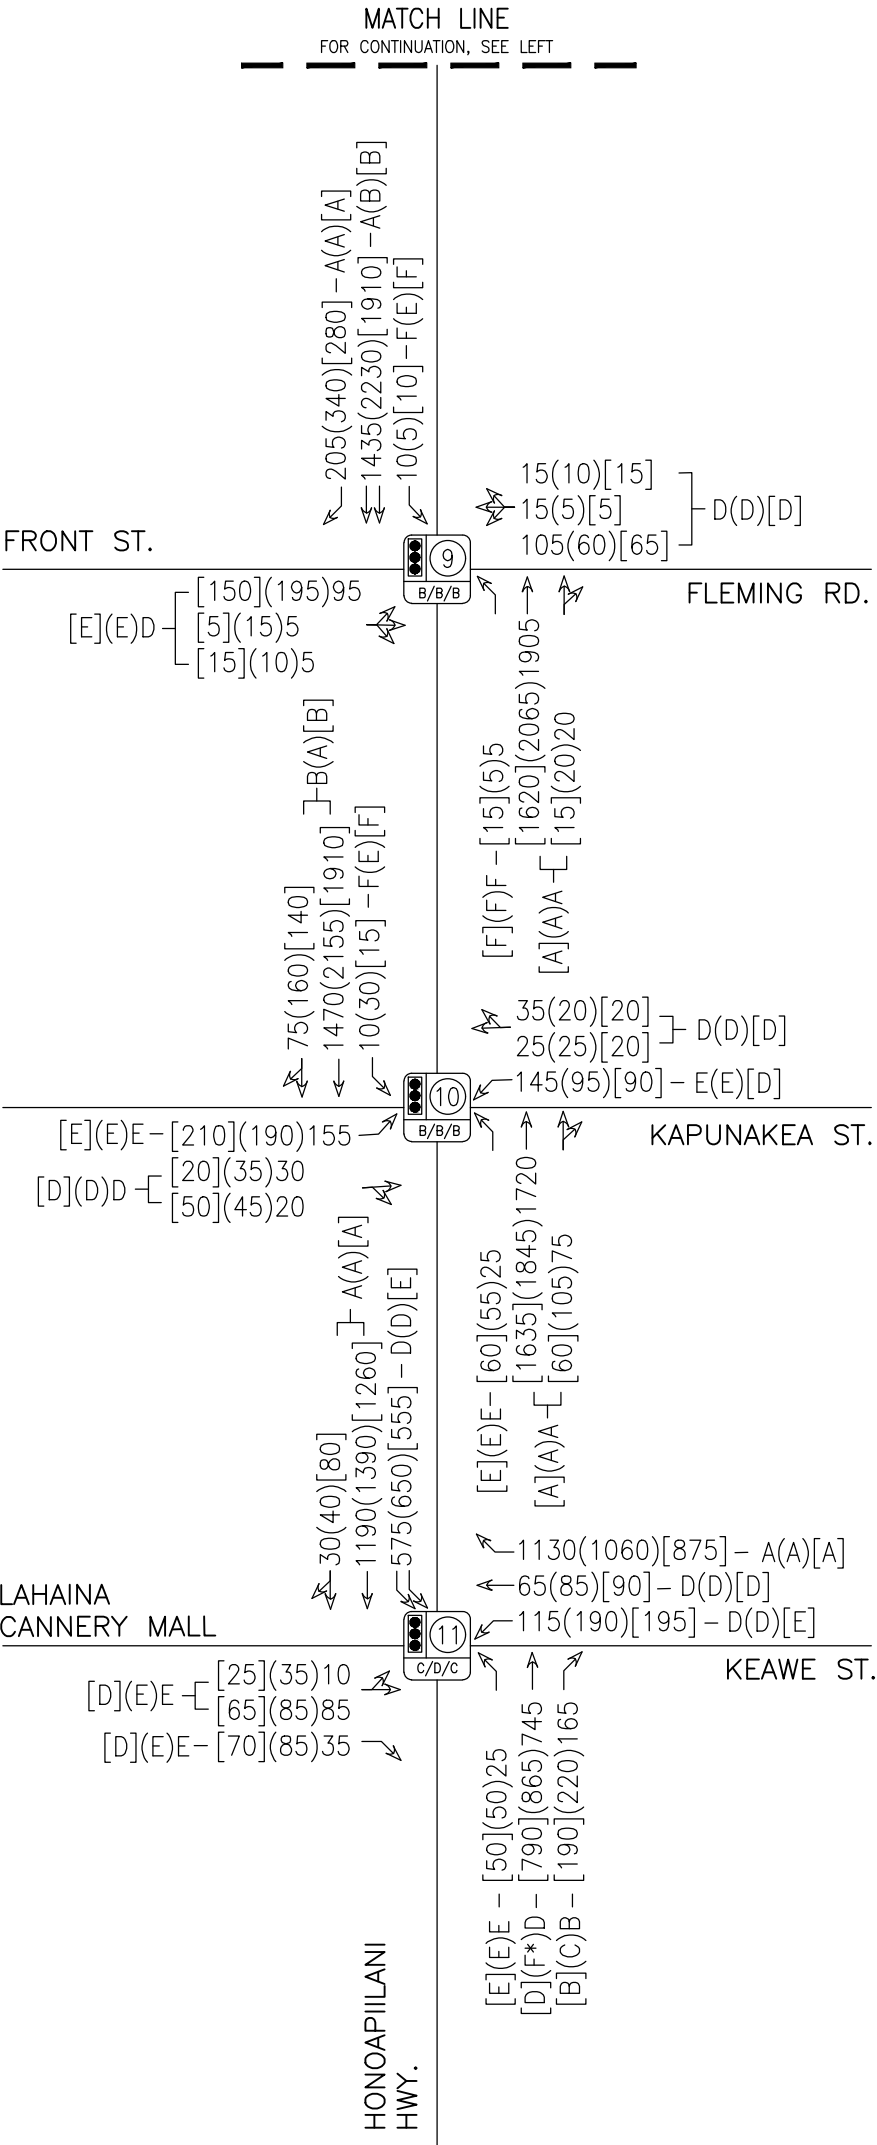 MATCH LINE
FOR CONTINUATION, SEE LEFT
205(340)[280] - A(A)[A]
1435(2230)[1910] - A(B)[B]
10(5)[10] - F(E)[F]
15(10)[15]
15(5)[5]
105(60)[65]
D(D)[D]
FRONT ST.
9
B/B/B
FLEMING RD.
[E](E)D
[150](195)95
[5](15)5
[15](10)5
[F](F)F - [15](5)5
[1620](2065)1905
[15](20)20
[A](A)A
B(A)[B]
75(160)[140]
1470(2155)[1910]
10(30)[15] - F(E)[F]
35(20)[20]
25(25)[20]
D(D)[D]
145(95)[90] - E(E)[D]
10
B/B/B
KAPUNAKEA ST.
[E](E)E - [210](190)155
[D](D)D
[20](35)30
[50](45)20
[E](E)E - [60](55)25
[1635](1845)1720
[60](105)75
[A](A)A
A(A)[A]
30(40)[80]
1190(1390)[1260]
575(650)[555] - D(D)[E]
1130(1060)[875] - A(A)[A]
65(85)[90] - D(D)[D]
115(190)[195] - D(D)[E]
LAHAINA
CANNERY MALL
11
C/D/C
KEAWE ST.
[D](E)E
[25](35)10
[65](85)85
[D](E)E - [70](85)35
[E](E)E - [50](50)25
[D](F*)D - [790](865)745
[B](C)B - [190](220)165
HONOAPIILANI
HWY.